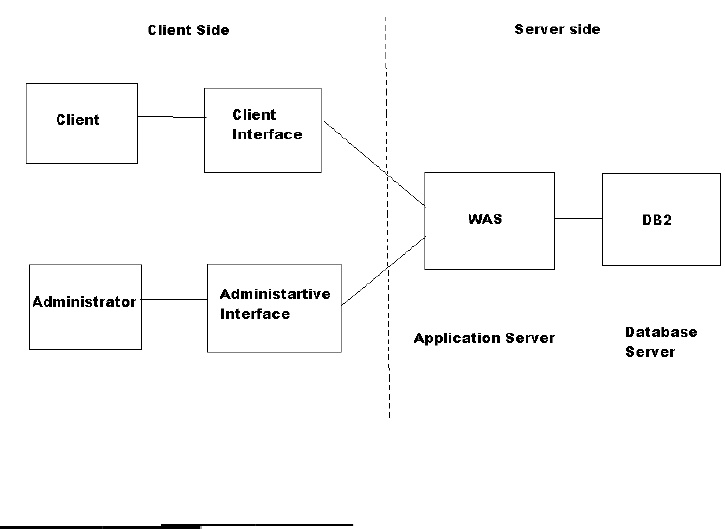 Client Side
Server side
Client
Client
Interface
WAS
DB2
Administrator
Administartive
Interface
Application Server
Database
Server